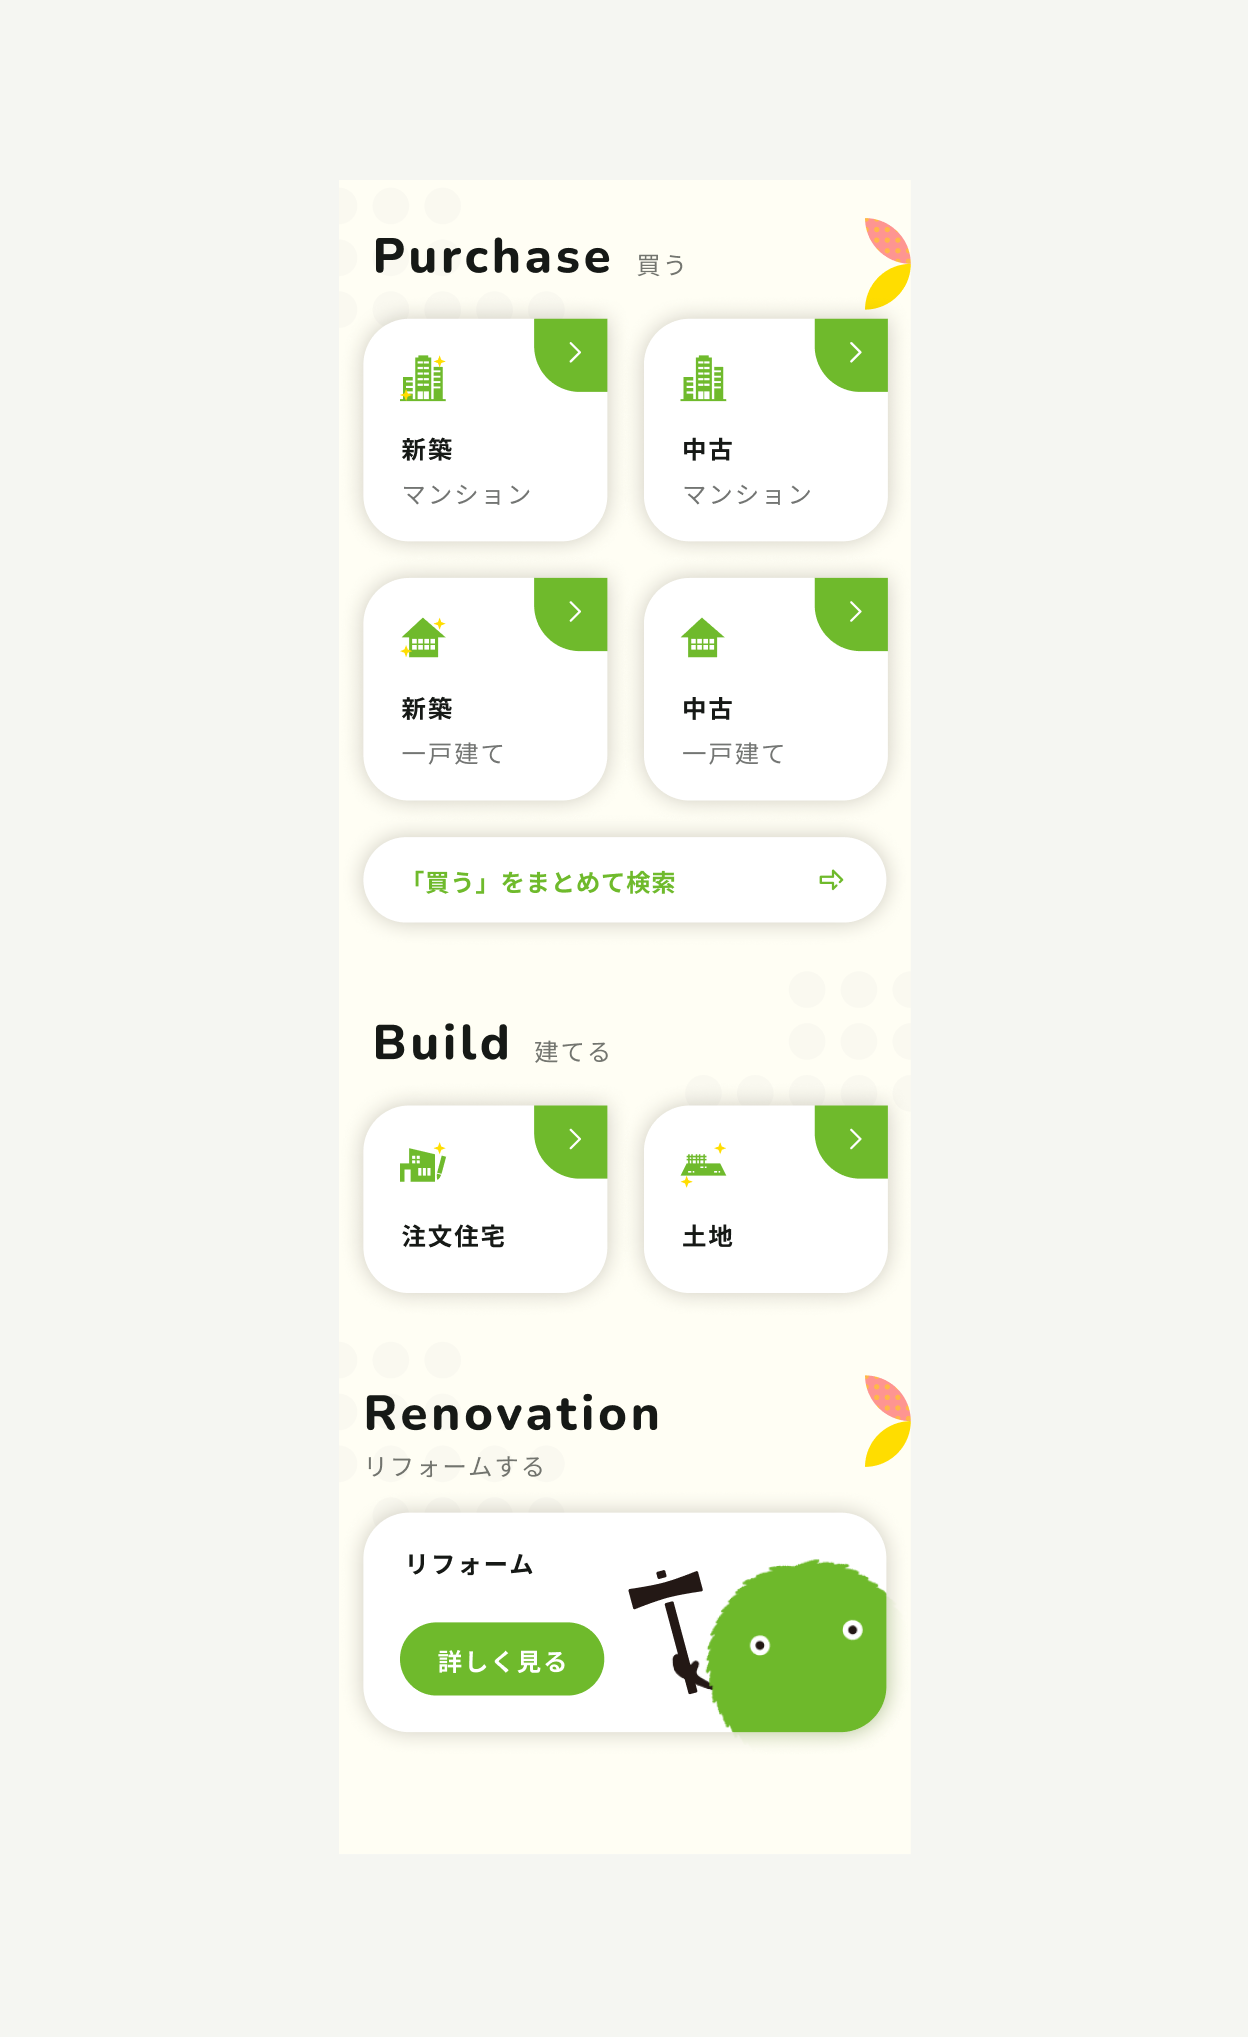 Purchase 買う
新築
マンション
中古
マンション
新築
一戸建て
中古
一戸建て
「買う」をまとめて検索
Build 建てる
注文住宅
土地
Renovation
リフォームする
リフォーム
詳しく見る